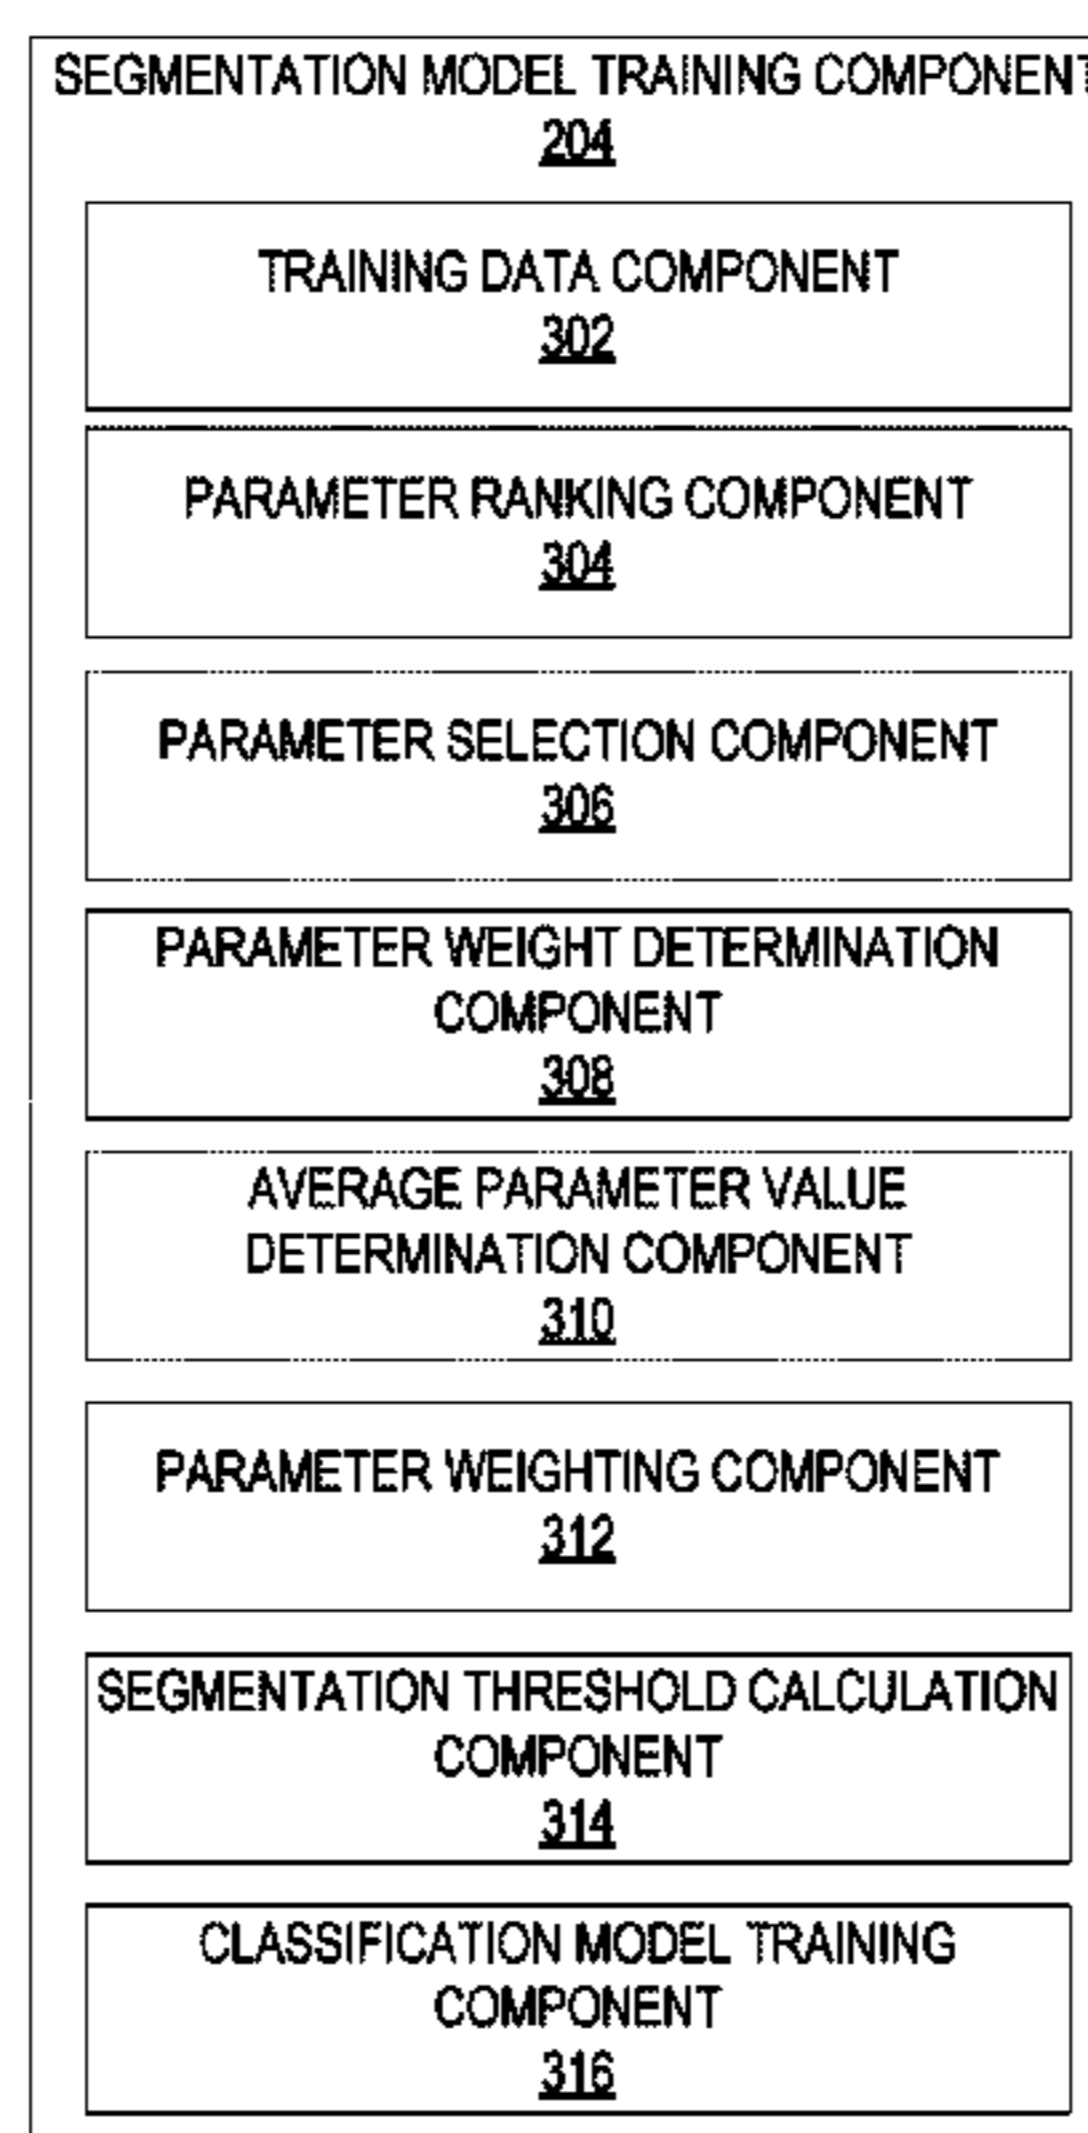 SEGMENTATION MODEL TRAINING COMPONENT
204
TRAINING DATA COMPONENT
302
PARAMETER RANKING COMPONENT
304
PARAMETER SELECTION COMPONENT
306
PARAMETER WEIGHT DETERMINATION
COMPONENT
308
AVERAGE PARAMETER VALUE
DETERMINATION COMPONENT
310
PARAMETER WEIGHTING COMPONENT
312
SEGMENTATION THRESHOLD CALCULATION
COMPONENT
314
CLASSIFICATION MODEL TRAINING
COMPONENT
316